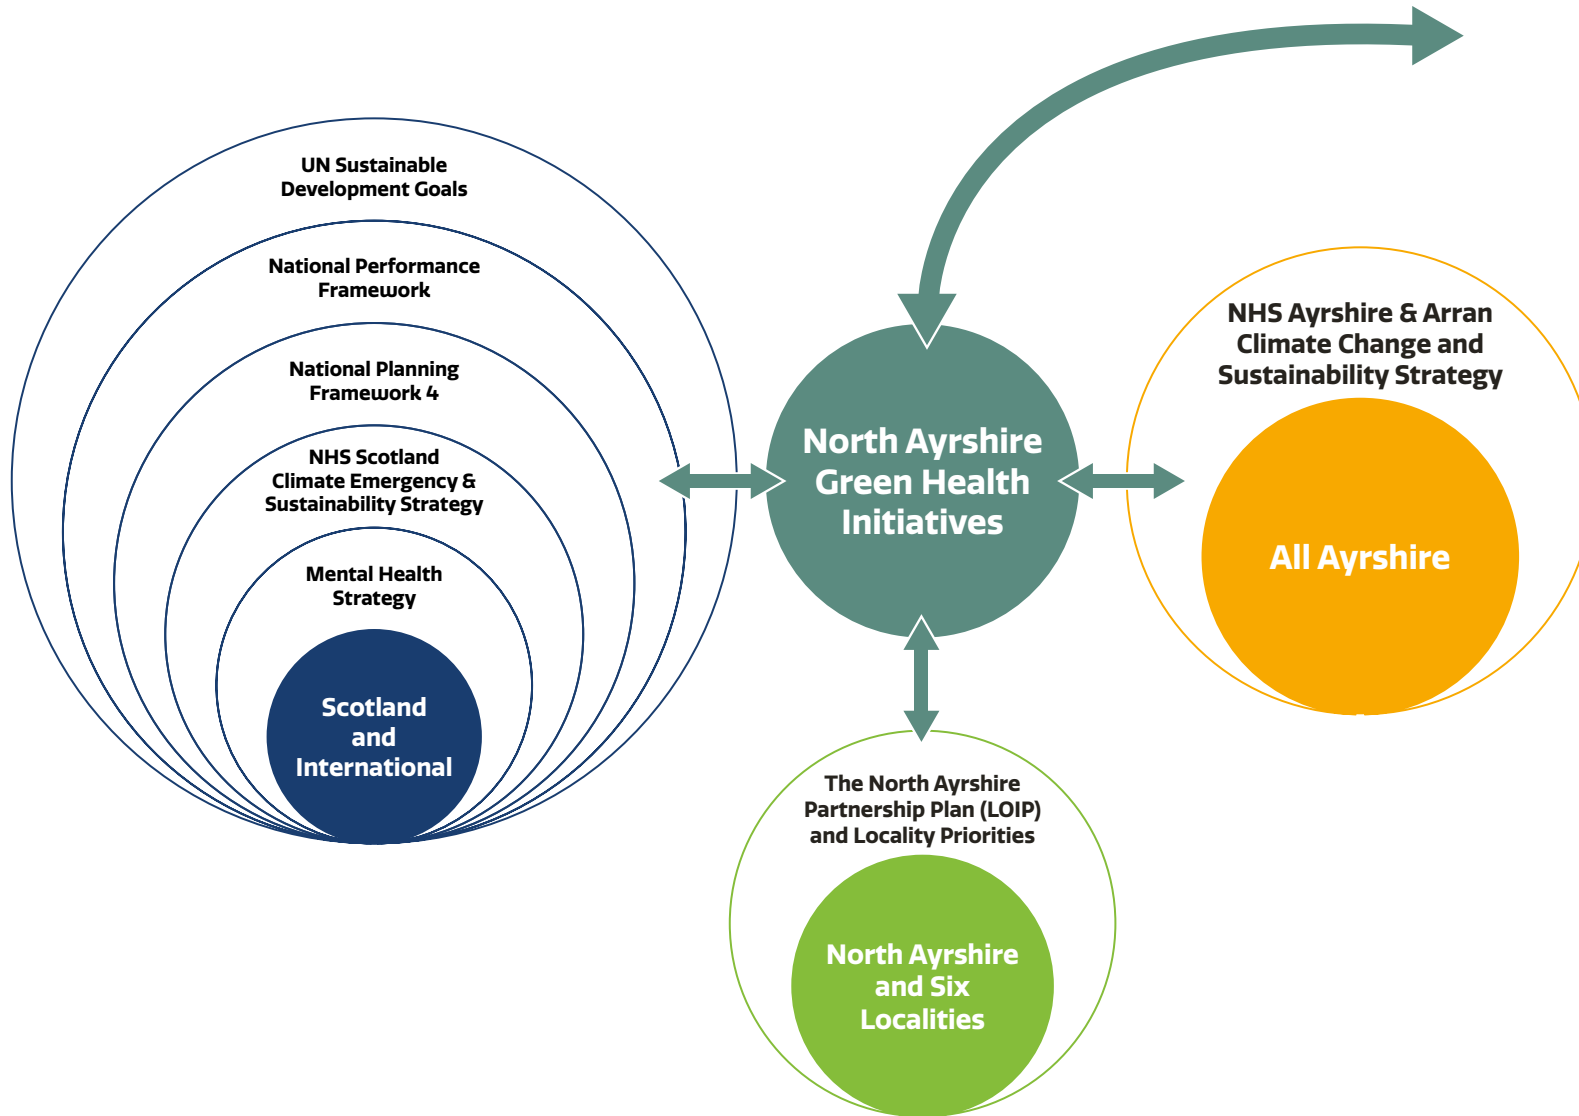 UN Sustainable
Development Goals
National Performance
Framework
National Planning
Framework 4
NHS Scotland
Climate Emergency &
Sustainability Strategy
Mental Health
Strategy
Scotland
and
International
North Ayrshire
Green Health
Initiatives
NHS Ayrshire & Arran
Climate Change and
Sustainability Strategy
All Ayrshire
The North Ayrshire
Partnership Plan (LOIP)
and Locality Priorities
North Ayrshire
and Six
Localities